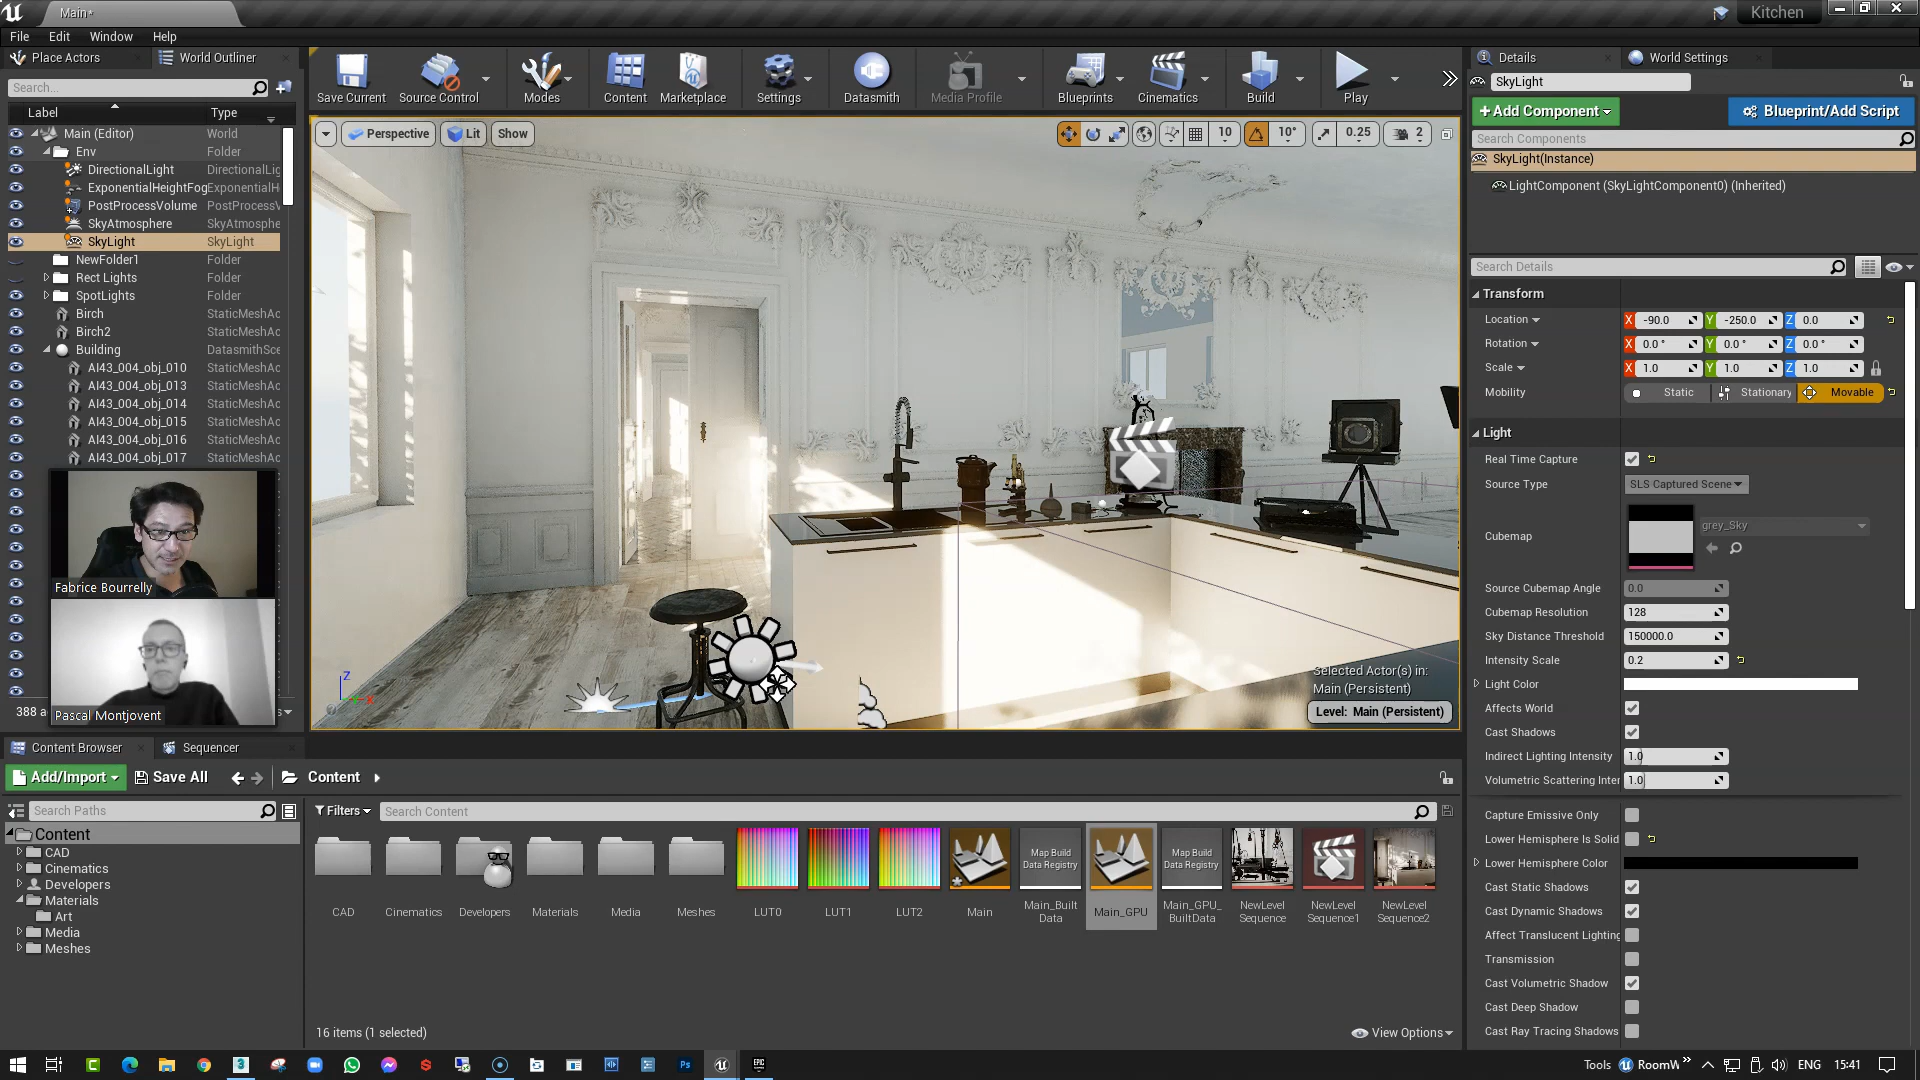 Main*
Kitchen
File Edit Window Help
Place Actors
World Outliner
Search...
Label Type
Main (Editor) World
Env Folder
DirectionalLight DirectionalLig
ExponentialHeightFog ExponentialH
PostProcessVolume PostProcessV
SkyAtmosphere SkyAtmosphe
SkyLight SkyLight
NewFolder1 Folder
Rect Lights Folder
SpotLights Folder
Birch StaticMeshAc
Birch2 StaticMeshAc
Building DatasmithSce
AI43_004_obj_010 StaticMeshAc
AI43_004_obj_013 StaticMeshAc
AI43_004_obj_014 StaticMeshAc
AI43_004_obj_015 StaticMeshAc
AI43_004_obj_016 StaticMeshAc
AI43_004_obj_017 StaticMeshAc
Fabrice Bourrelly
Pascal Montjovent
388 a
Save Current
Source Control
Modes
Content
Marketplace
Settings
Datasmith
Media Profile
Blueprints
Cinematics
Build
Play
Perspective Lit Show
10 10° 0.25 2
Z
X
Selected Actor(s) in:
Main (Persistent)
Level: Main (Persistent)
Details
World Settings
SkyLight
+Add Component
Blueprint/Add Script
Search Components
SkyLight(Instance)
LightComponent (SkyLightComponent0) (Inherited)
Search Details
Transform
Location X -90.0 Y -250.0 Z 0.0
Rotation X 0.0 ° Y 0.0 ° Z 0.0 °
Scale X 1.0 Y 1.0 Z 1.0
Mobility Static Stationary Movable
Light
Real Time Capture
Source Type SLS Captured Scene
Cubemap grey_Sky
Source Cubemap Angle 0.0
Cubemap Resolution 128
Sky Distance Threshold 150000.0
Intensity Scale 0.2
Light Color
Affects World
Cast Shadows
Indirect Lighting Intensity 1.0
Volumetric Scattering Inter 1.0
Capture Emissive Only
Lower Hemisphere Is Solid
Lower Hemisphere Color
Cast Static Shadows
Cast Dynamic Shadows
Affect Translucent Lighting
Transmission
Cast Volumetric Shadow
Cast Deep Shadow
Cast Ray Tracing Shadows
Content Browser
Sequencer
Add/Import
Save All
Content
Search Paths
Filters
Search Content
Content
CAD
Cinematics
Developers
Materials
Art
Media
Meshes
Map Build
Data Registry
Map Build
Data Registry
CAD
Cinematics
Developers
Materials
Media
Meshes
LUT0
LUT1
LUT2
Main
Main_Built
Data
Main_GPU
Main_GPU_
BuiltData
NewLevel
Sequence
NewLevel
Sequence1
NewLevel
Sequence2
16 items (1 selected)
View Options
Ps
EPIC
Tools
RoomW
ENG
15:41